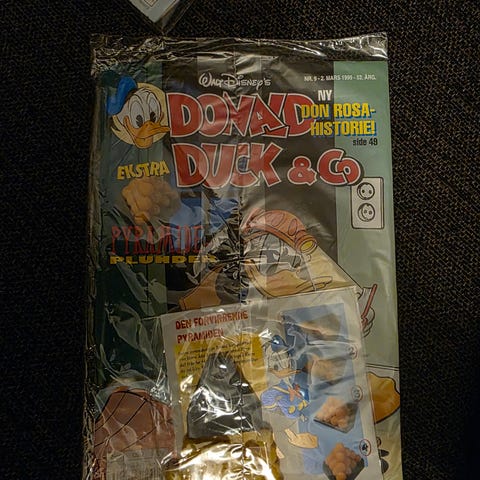 Walt Disney's
NR. 9 - 2. MARS 1999 - 52. ÅRG.
DONALD
DUCK & Co
NY
DON ROSA-
HISTORIE!
side 49
EKSTRA
PYRAMIDE-
PLUNDER
DEN FORVIRRENDE
PYRAMIDEN